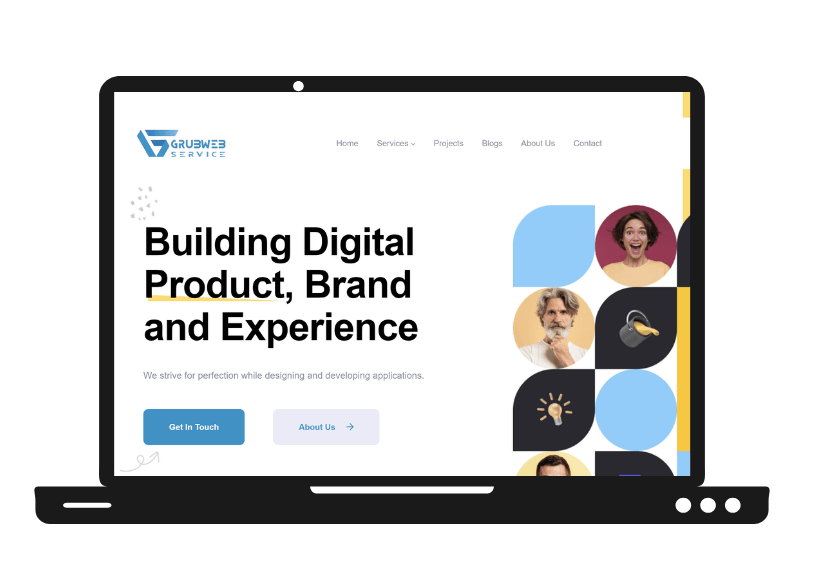 GRUBWEB
SERVICE
Home Services Projects Blogs About Us Contact
Building Digital
Product, Brand
and Experience
We strive for perfection while designing and developing applications.
Get In Touch About Us